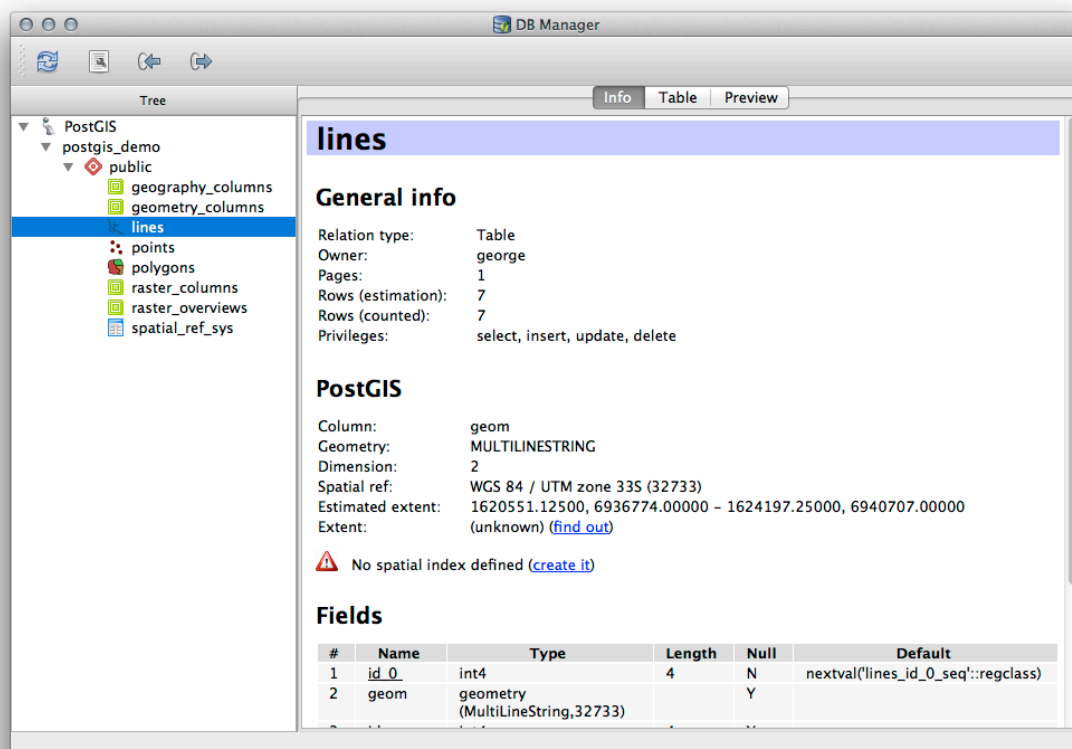 DB Manager
Tree
Info Table Preview
PostGIS
postgis_demo
public
geography_columns
geometry_columns
lines
points
polygons
raster_columns
raster_overviews
spatial_ref_sys
lines
General info
Relation type: Table
Owner: george
Pages: 1
Rows (estimation): 7
Rows (counted): 7
Privileges: select, insert, update, delete
PostGIS
Column: geom
Geometry: MULTILINESTRING
Dimension: 2
Spatial ref: WGS 84 / UTM zone 33S (32733)
Estimated extent: 1620551.12500, 6936774.00000 - 1624197.25000, 6940707.00000
Extent: (unknown) (find out)
No spatial index defined (create it)
Fields
# Name Type Length Null Default
1 id_0 int4 4 N nextval('lines_id_0_seq'::regclass)
2 geom geometry Y
(MultiLineString,32733)